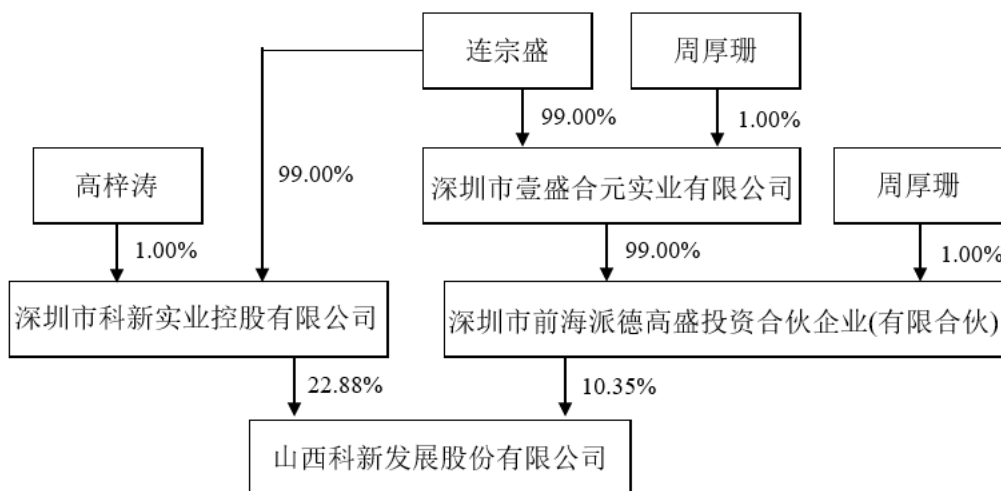 连宗盛
周厚珊
99.00%
1.00%
高梓涛
99.00%
深圳市壹盛合元实业有限公司
周厚珊
1.00%
99.00%
1.00%
深圳市科新实业控股有限公司
深圳市前海派德高盛投资合伙企业(有限合伙)
22.88%
10.35%
山西科新发展股份有限公司